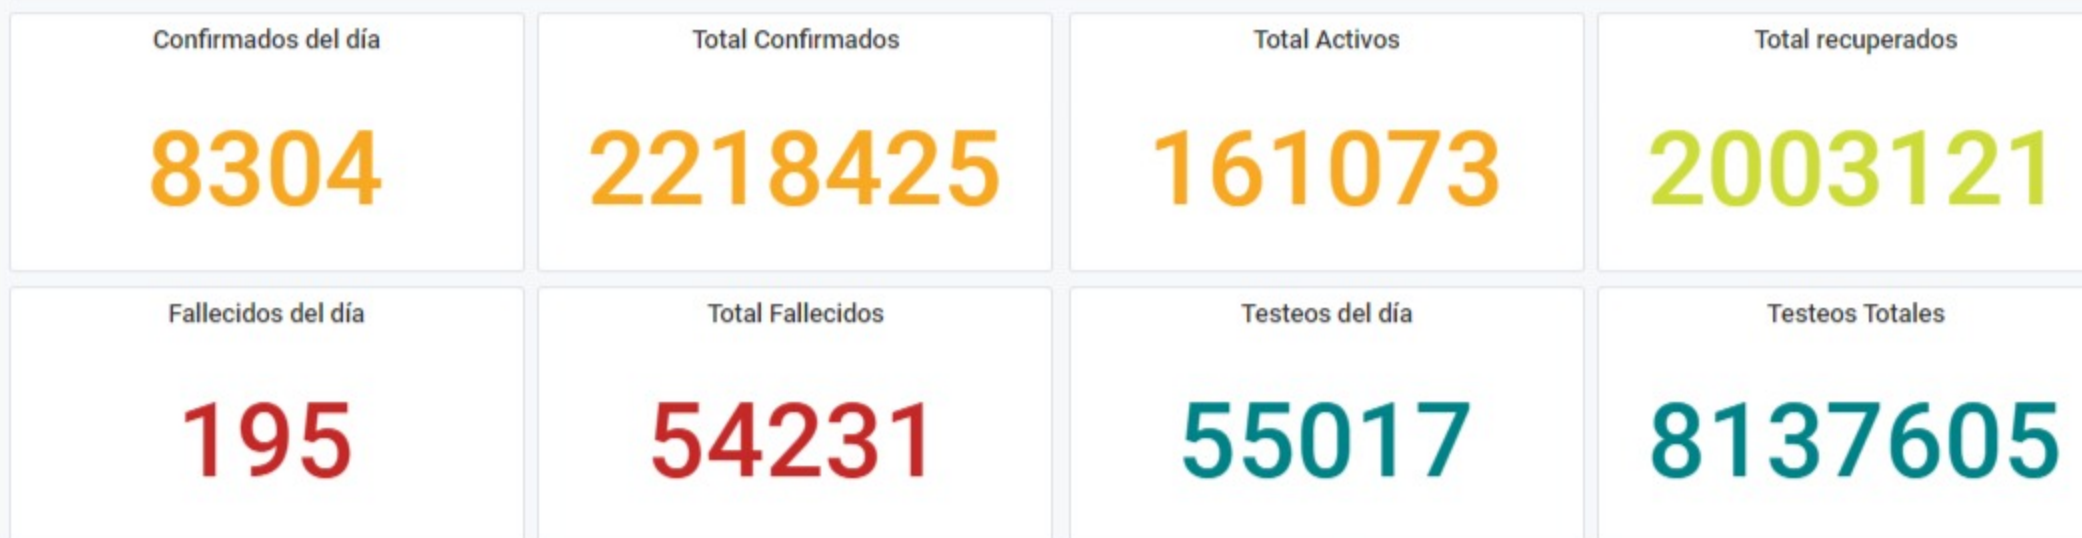 Confirmados del día
Total Confirmados
Total Activos
Total recuperados
8304
2218425
161073
2003121
Fallecidos del día
Total Fallecidos
Testeos del día
Testeos Totales
195
54231
55017
8137605